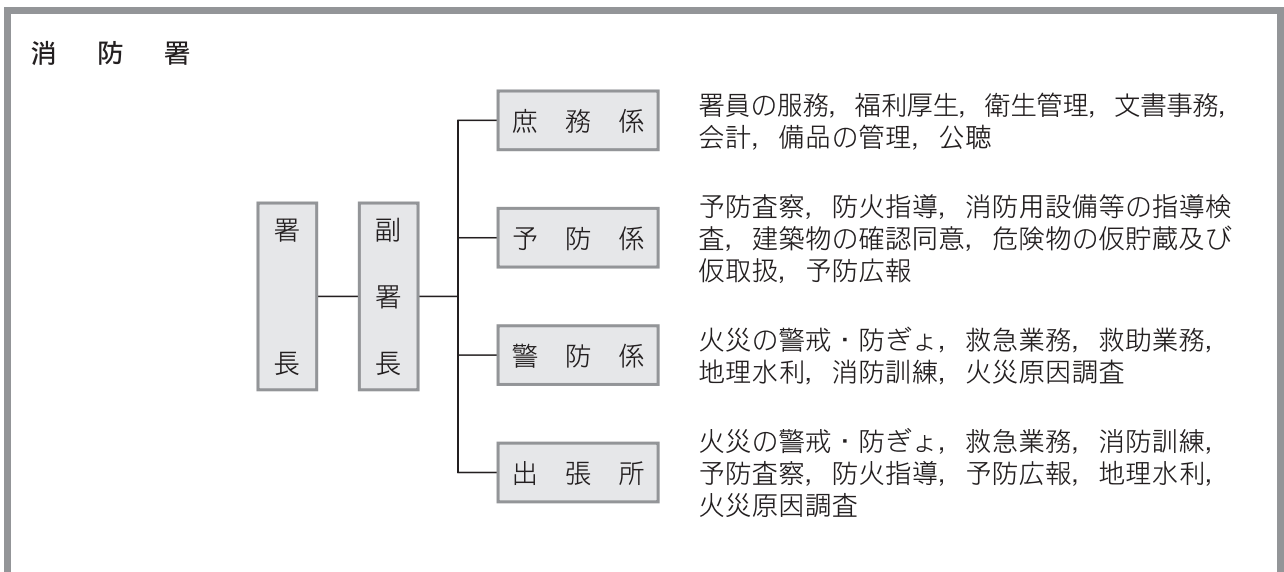 消防署
署長
副署長
庶務係
署員の服務，福利厚生，衛生管理，文書事務，
会計，備品の管理，公聴
予防係
予防査察，防火指導，消防用設備等の指導検
査，建築物の確認同意，危険物の仮貯蔵及び
仮取扱，予防広報
警防係
火災の警戒・防ぎょ，救急業務，救助業務，
地理水利，消防訓練，火災原因調査
出張所
火災の警戒・防ぎょ，救急業務，消防訓練，
予防査察，防火指導，予防広報，地理水利，
火災原因調査